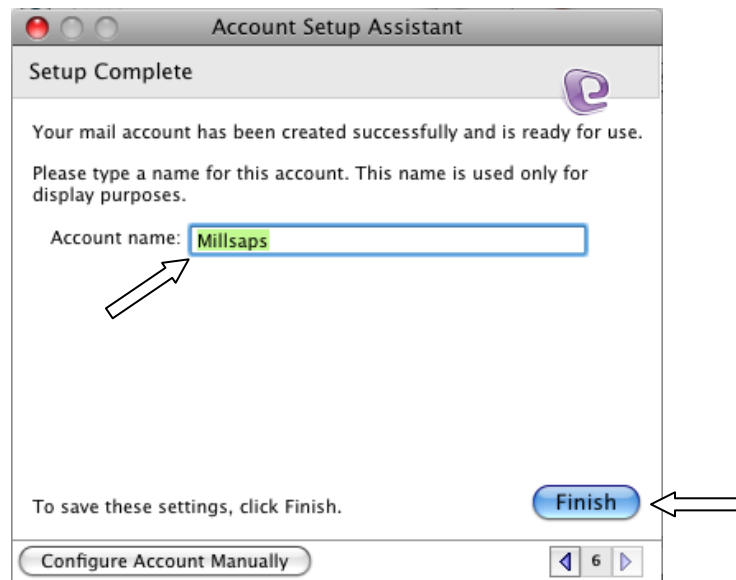 Account Setup Assistant
Setup Complete
Your mail account has been created successfully and is ready for use.
Please type a name for this account. This name is used only for
display purposes.
Account name: Millsaps
To save these settings, click Finish.
Finish
Configure Account Manually
6